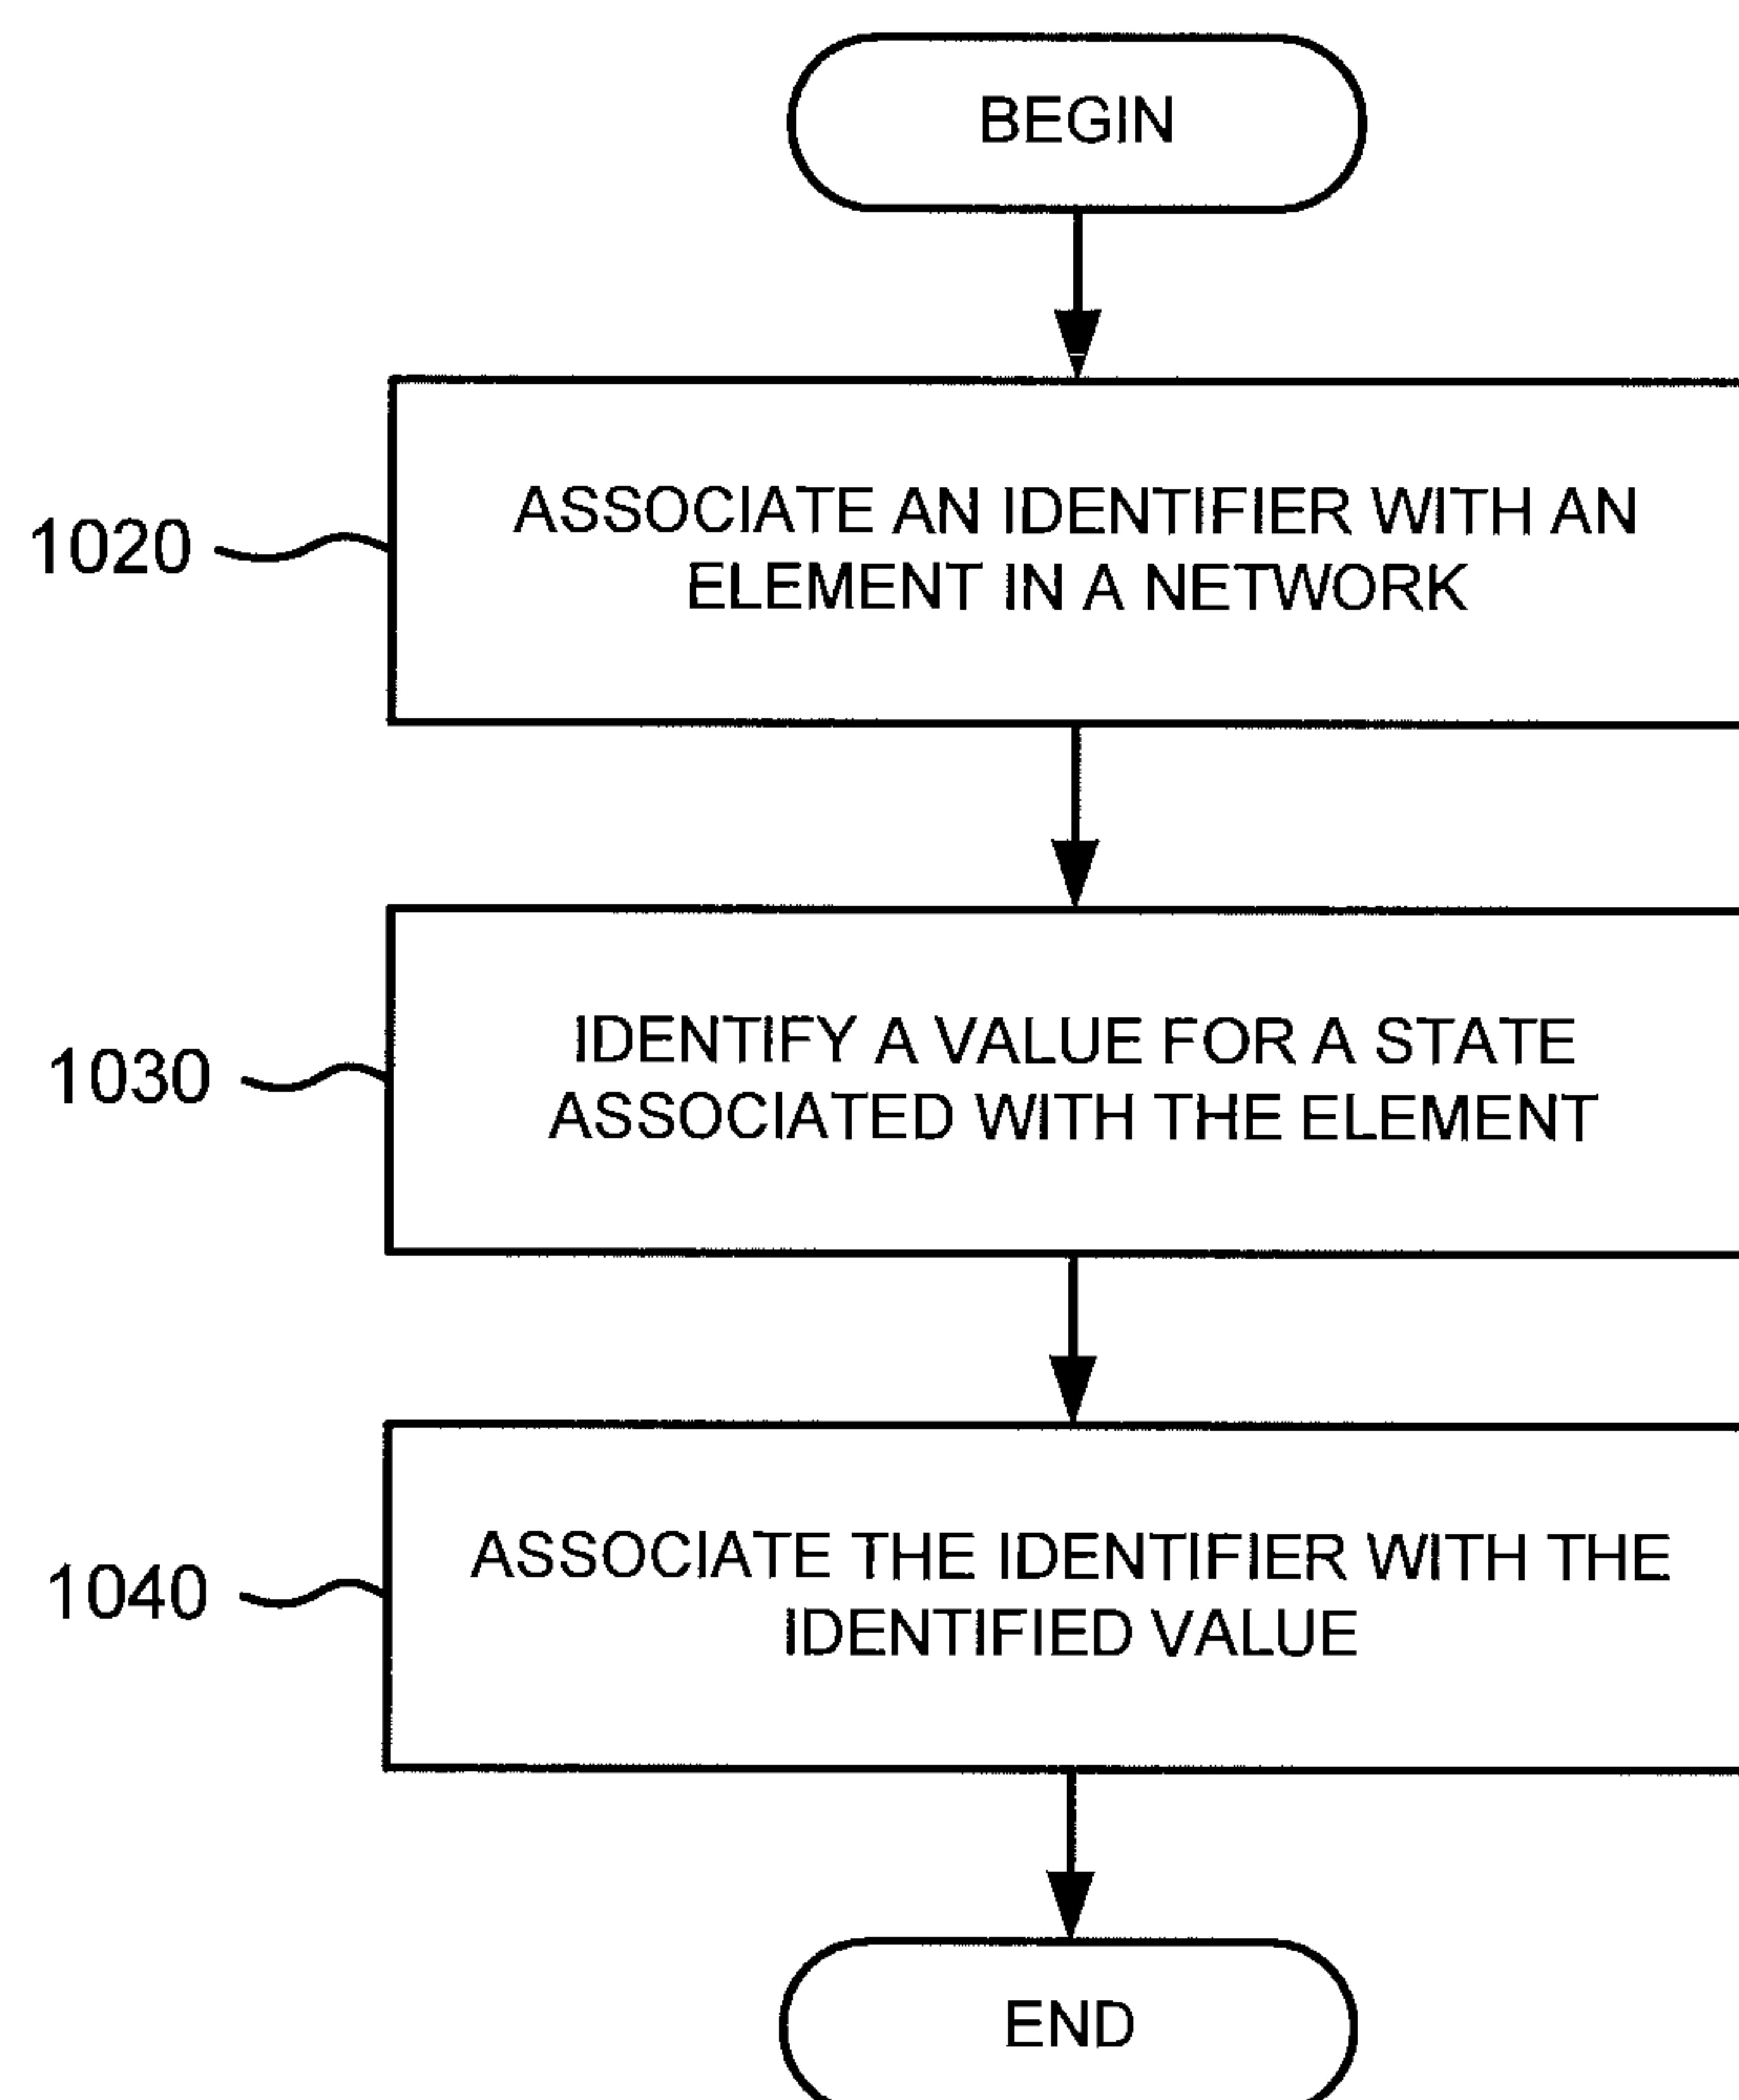 BEGIN
1020
ASSOCIATE AN IDENTIFIER WITH AN
ELEMENT IN A NETWORK
1030
IDENTIFY A VALUE FOR A STATE
ASSOCIATED WITH THE ELEMENT
1040
ASSOCIATE THE IDENTIFIER WITH THE
IDENTIFIED VALUE
END